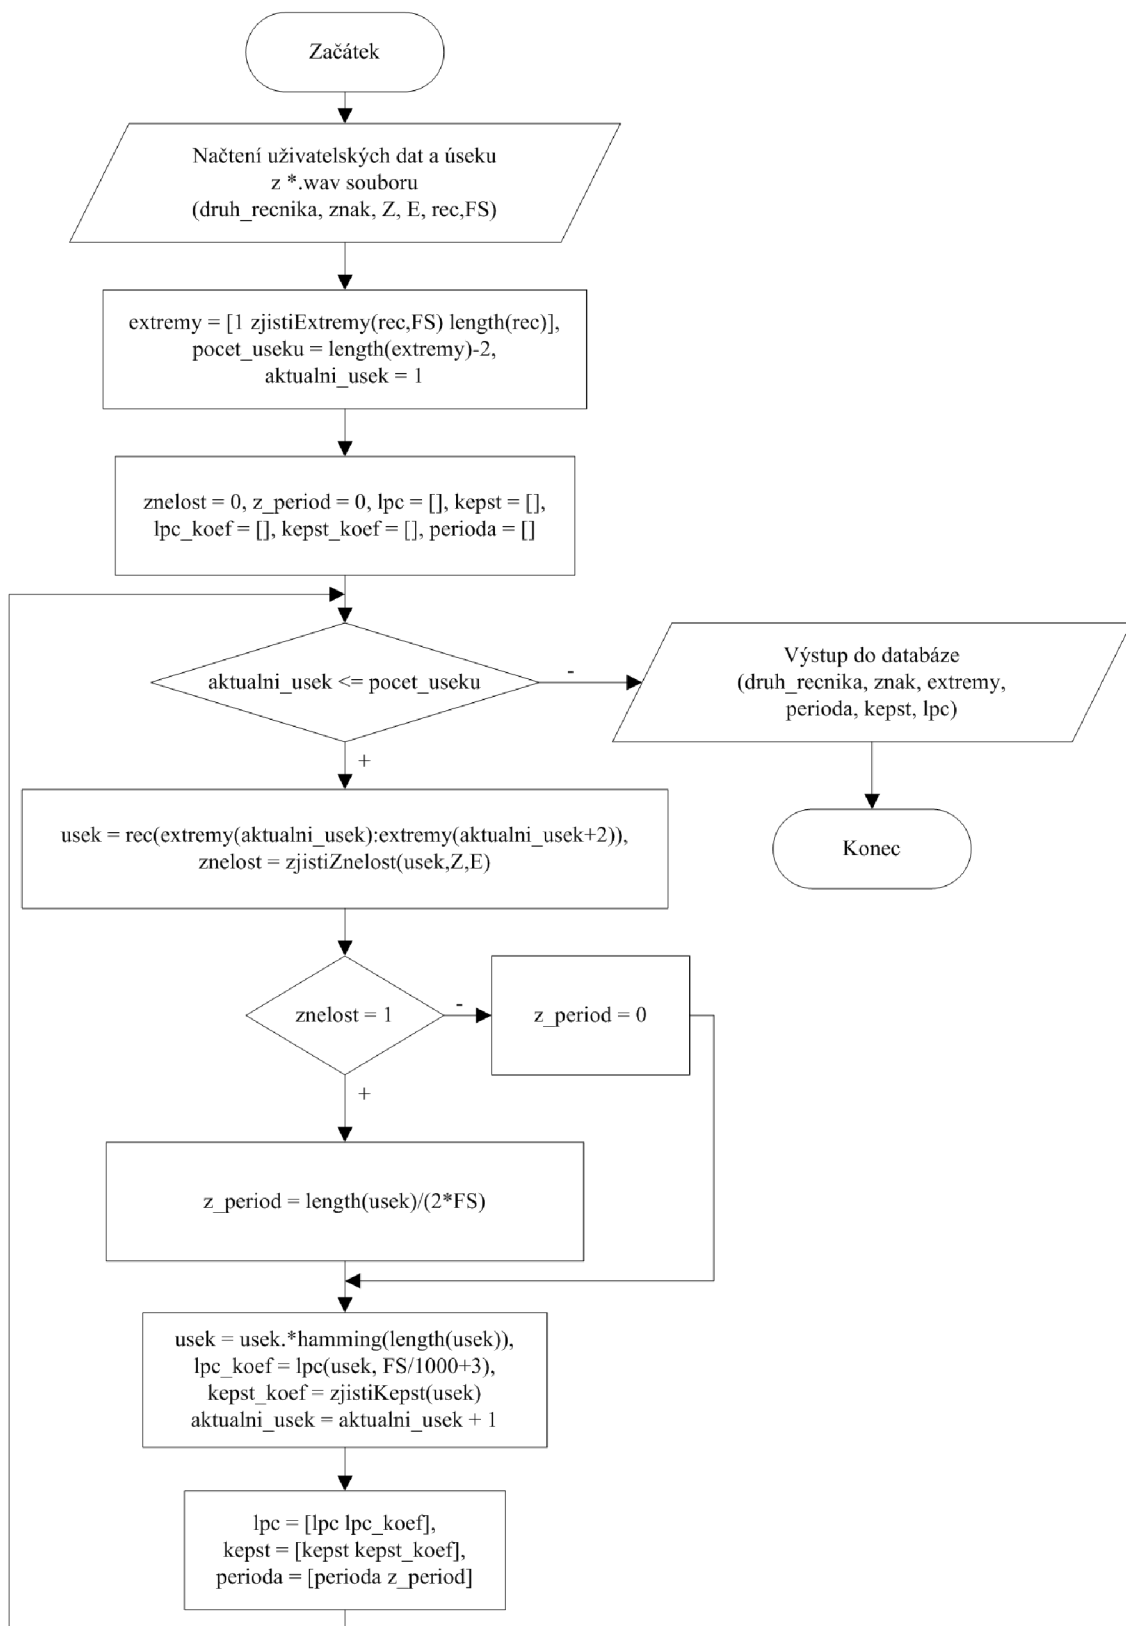 Začátek
Načtení uživatelských dat a úseku
z *.wav souboru
(druh_recnika, znak, Z, E, rec,FS)
extremy = [1 zjistiExtremy(rec,FS) length(rec)],
pocet_useku = length(extremy)-2,
aktualni_usek = 1
znelost = 0, z_period = 0, lpc = [], kepst = [],
lpc_koef = [], kepst_koef = [], perioda = []
aktualni_usek <= pocet_useku
-
Výstup do databáze
(druh_recnika, znak, extremy,
perioda, kepst, lpc)
Konec
+
usek = rec(extremy(aktualni_usek):extremy(aktualni_usek+2)),
znelost = zjistiZnelost(usek,Z,E)
znelost = 1
-
z_period = 0
+
z_period = length(usek)/(2*FS)
usek = usek.*hamming(length(usek)),
lpc_koef = lpc(usek, FS/1000+3),
kepst_koef = zjistiKepst(usek)
aktualni_usek = aktualni_usek + 1
lpc = [lpc lpc_koef],
kepst = [kepst kepst_koef],
perioda = [perioda z_period]